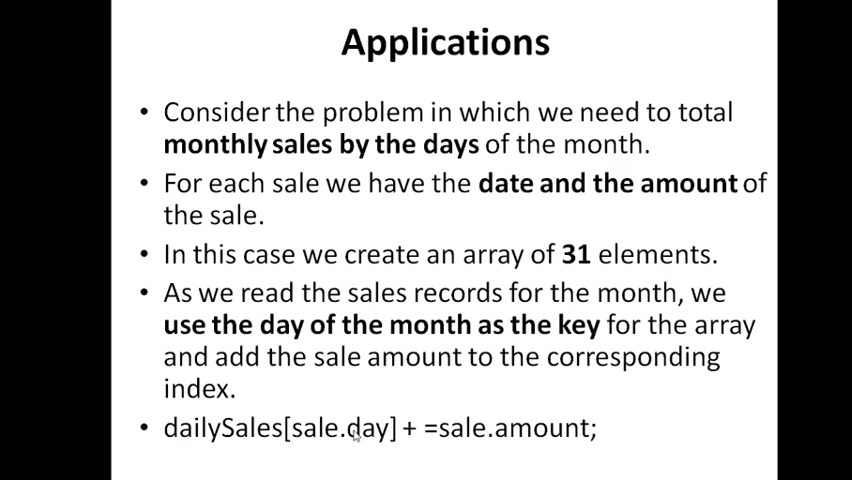 Applications
• Consider the problem in which we need to total
monthly sales by the days of the month.
• For each sale we have the date and the amount of
the sale.
• In this case we create an array of 31 elements.
• As we read the sales records for the month, we
use the day of the month as the key for the array
and add the sale amount to the corresponding
index.
• dailySales[sale.day] + =sale.amount;